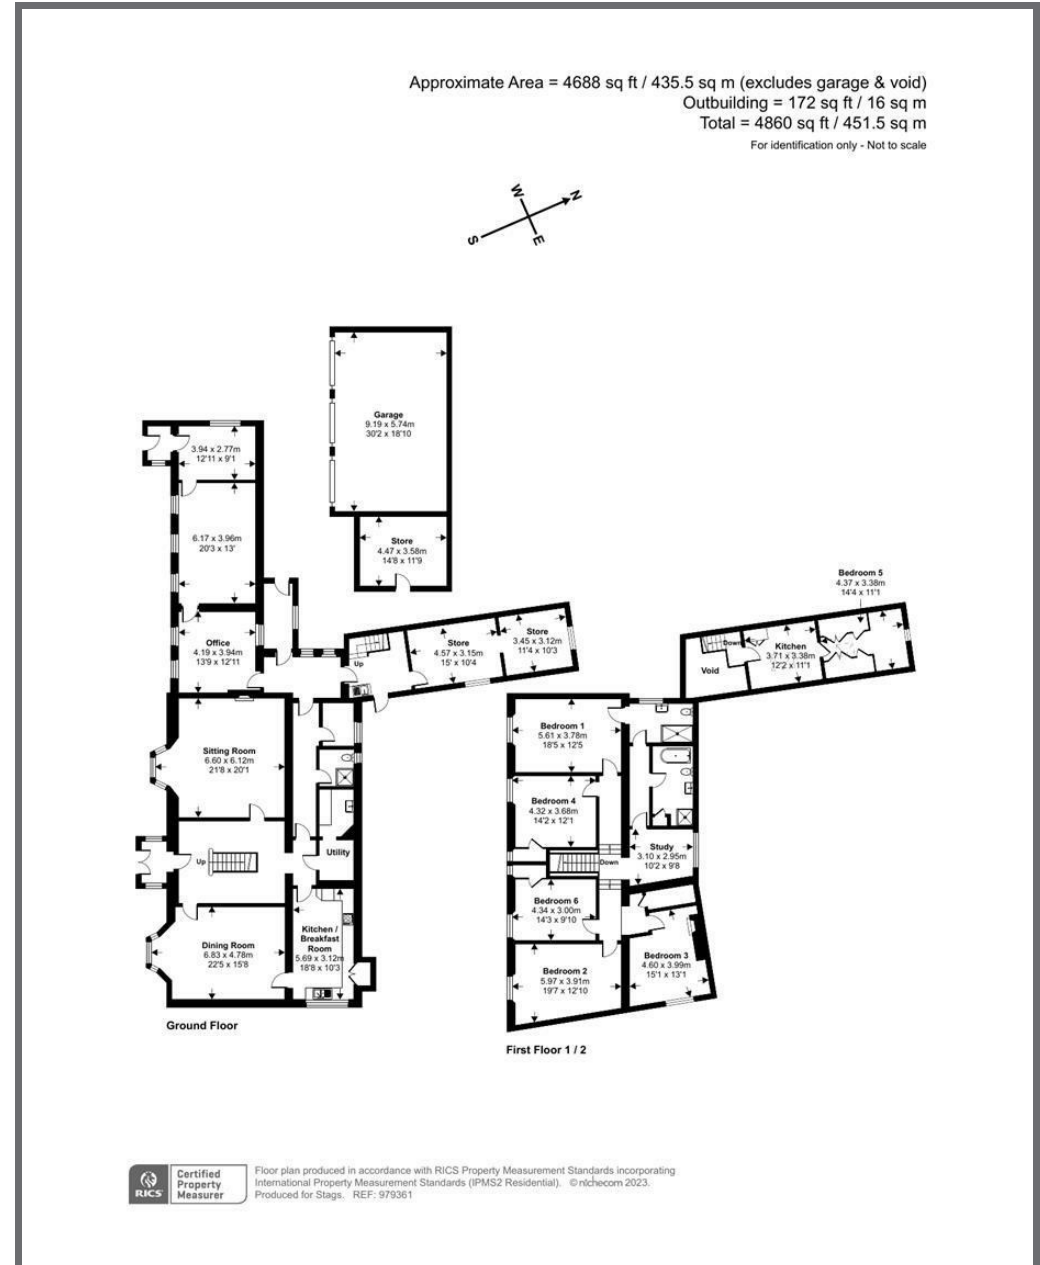 Approximate Area = 4688 sq ft / 435.5 sq m (excludes garage & void)
Outbuilding = 172 sq ft / 16 sq m
Total = 4860 sq ft / 451.5 sq m
For identification only - Not to scale
W
N
S
E
Garage
9.19 x 5.74m
30'2 x 18'10
3.94 x 2.77m
12'11 x 9'1
6.17 x 3.96m
20'3 x 13'
Store
4.47 x 3.58m
14'8 x 11'9
Office
4.19 x 3.94m
13'9 x 12'11
Up
Store
4.57 x 3.15m
15' x 10'4
Store
3.45 x 3.12m
11'4 x 10'3
Sitting Room
6.60 x 6.12m
21'8 x 20'1
Up
Utility
Dining Room
6.83 x 4.78m
22'5 x 15'8
Kitchen /
Breakfast
Room
5.69 x 3.12m
18'8 x 10'3
Ground Floor
Bedroom 5
4.37 x 3.38m
14'4 x 11'1
Down
Kitchen
3.71 x 3.38m
12'2 x 11'1
Void
Bedroom 1
5.61 x 3.78m
18'5 x 12'5
Bedroom 4
4.32 x 3.68m
14'2 x 12'1
Study
3.10 x 2.95m
10'2 x 9'8
Down
Bedroom 6
4.34 x 3.00m
14'3 x 9'10
Bedroom 3
4.60 x 3.99m
15'1 x 13'1
Bedroom 2
5.97 x 3.91m
19'7 x 12'10
First Floor 1 / 2
RICS
Certified
Property
Measurer
Floor plan produced in accordance with RICS Property Measurement Standards incorporating
International Property Measurement Standards (IPMS2 Residential). © nichecom 2023.
Produced for Stags. REF: 979361